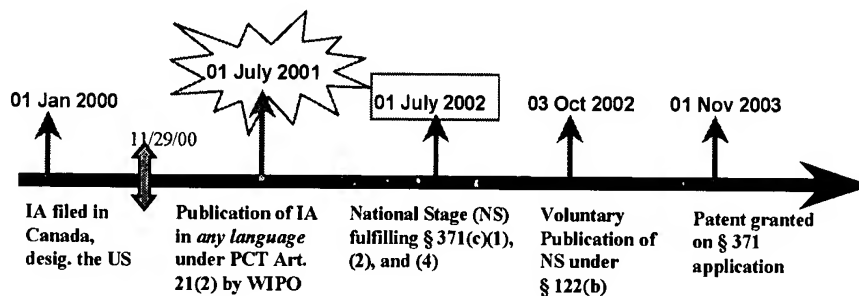 01 Jan 2000
11/29/00
01 July 2001
01 July 2002
03 Oct 2002
01 Nov 2003
IA filed in
Canada,
desig. the US
Publication of IA
in any language
under PCT Art.
21(2) by WIPO
National Stage (NS)
fulfilling § 371(c)(1),
(2), and (4)
Voluntary
Publication of
NS under
§ 122(b)
Patent granted
on § 371
application